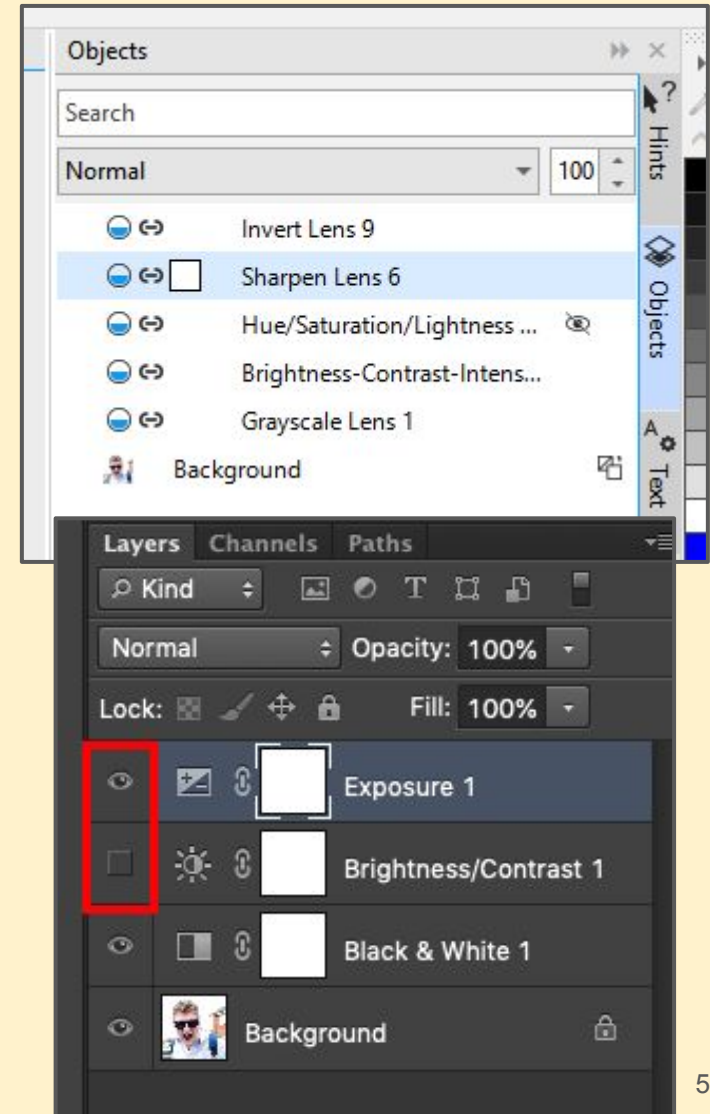 Objects
Search
Normal 100
Invert Lens 9
Sharpen Lens 6
Hue/Saturation/Lightness ...
Brightness-Contrast-Intens...
Grayscale Lens 1
Background
? Hints
Objects
A Text
Layers Channels Paths
Kind T
Normal Opacity: 100%
Lock: Fill: 100%
Exposure 1
Brightness/Contrast 1
Black & White 1
Background
5